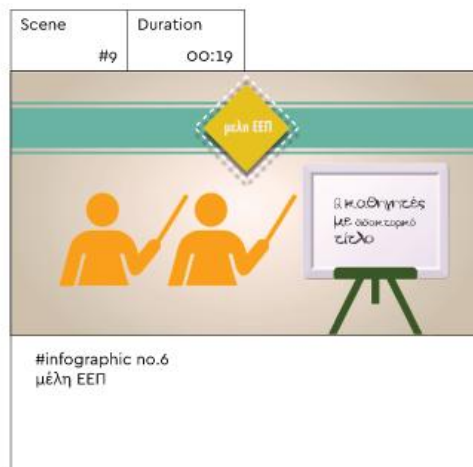 Scene
#9
Duration
00:19
μελη ΕΕΠ
2 καθηγητές
με διδακτορικό
τίτλο
#infographic no.6
μέλη ΕΕΠ